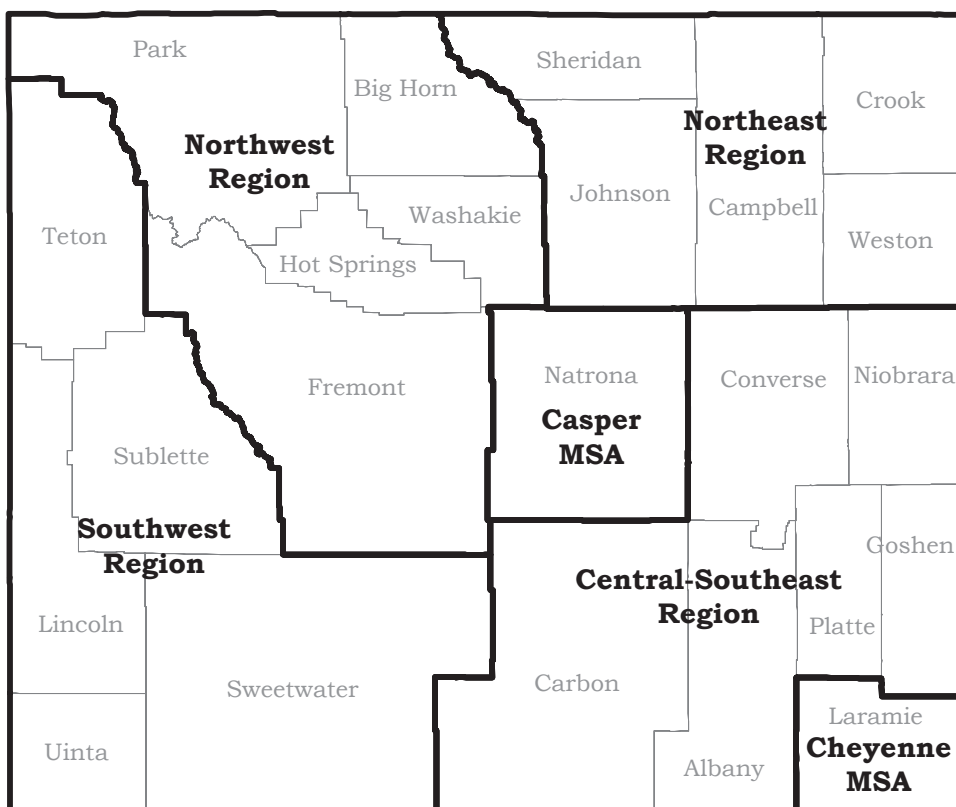 Park
Big Horn
Sheridan
Crook
Northwest
Region
Northeast
Region
Johnson
Campbell
Washakie
Teton
Weston
Hot Springs
Fremont
Natrona
Casper
MSA
Converse
Niobrara
Sublette
Southwest
Region
Goshen
Central-Southeast
Region
Lincoln
Platte
Sweetwater
Carbon
Laramie
Cheyenne
MSA
Uinta
Albany